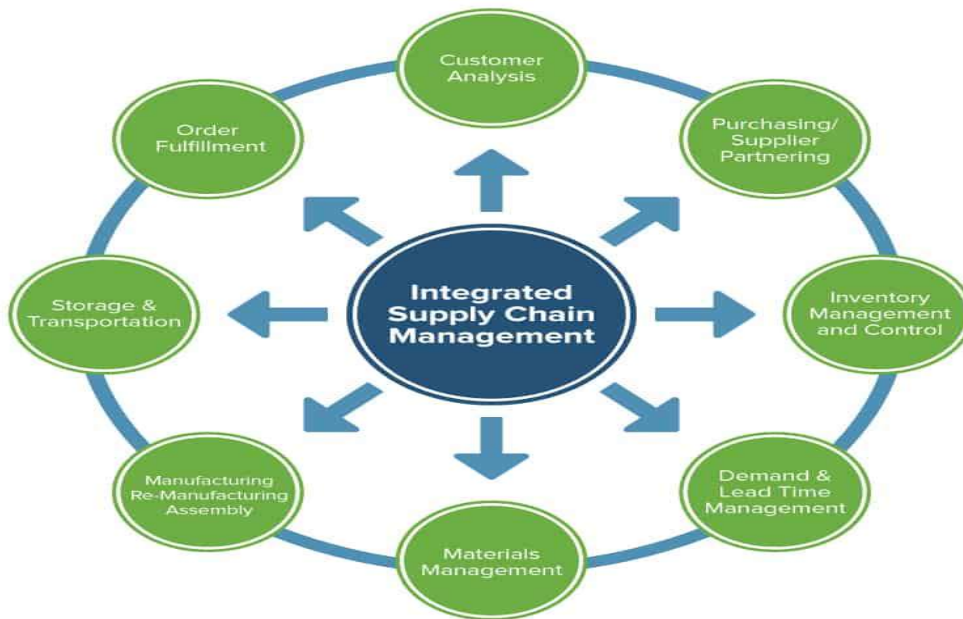 Customer
Analysis
Purchasing/
Supplier
Partnering
Inventory
Management
and Control
Demand &
Lead Time
Management
Materials
Management
Manufacturing
Re-Manufacturing
Assembly
Storage &
Transportation
Order
Fulfillment
Integrated
Supply Chain
Management